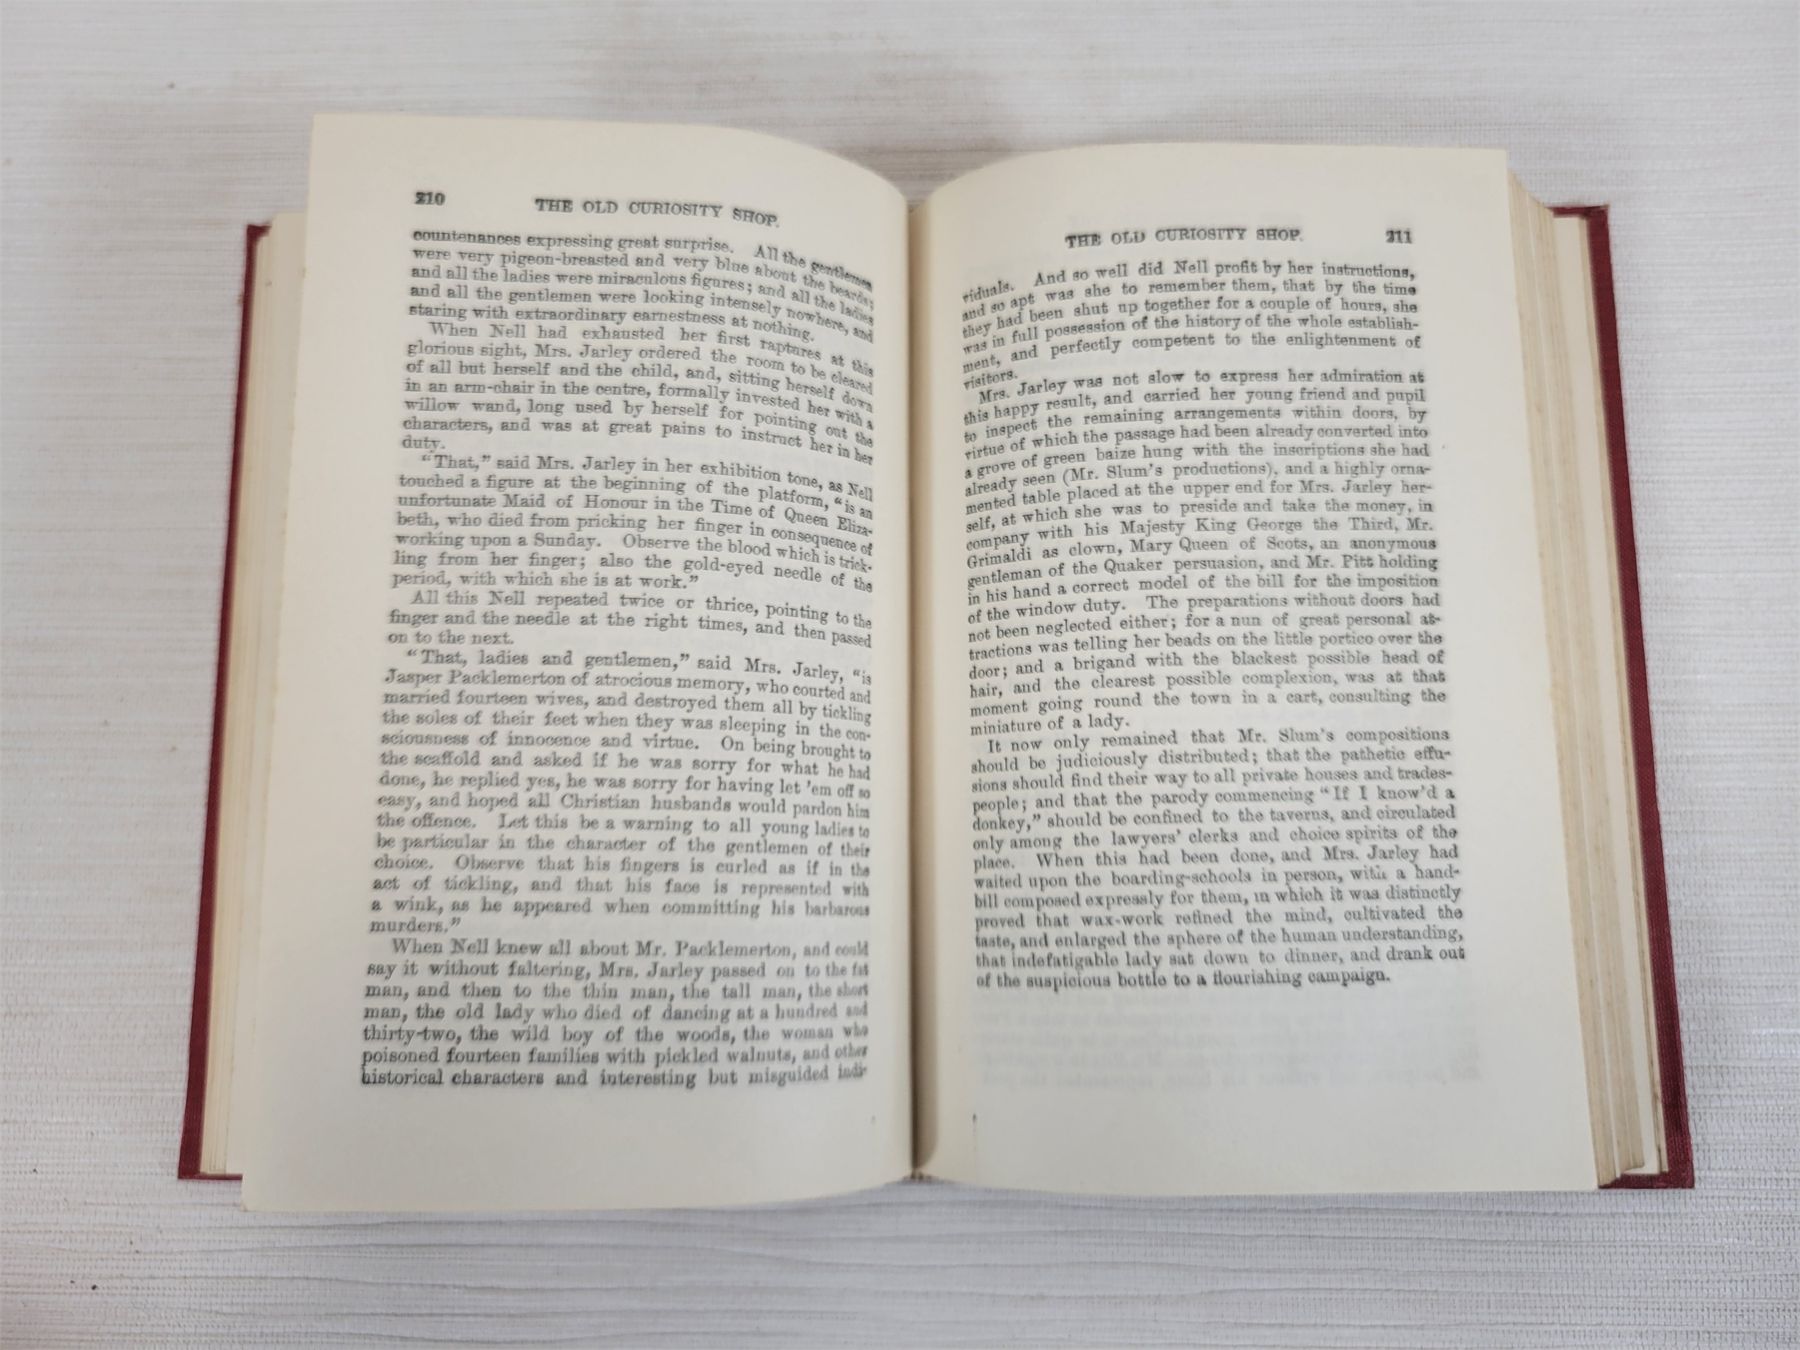 210
THE OLD CURIOSITY SHOP.
countenances expressing great surprise. All the gentlemen
were very pigeon-breasted and very blue about the beards;
and all the ladies were miraculous figures; and all the ladies
and all the gentlemen were looking intensely nowhere, and
staring with extraordinary earnestness at nothing.
When Nell had exhausted her first raptures at this
glorious sight, Mrs. Jarley ordered the room to be cleared
of all but herself and the child, and, sitting herself down
in an arm-chair in the centre, formally invested her with a
willow wand, long used by herself for pointing out the
characters, and was at great pains to instruct her in her
duty.
"That," said Mrs. Jarley in her exhibition tone, as Nell
touched a figure at the beginning of the platform, "is an
unfortunate Maid of Honour in the Time of Queen Eliza-
beth, who died from pricking her finger in consequence of
working upon a Sunday. Observe the blood which is trick-
ling from her finger; also the gold-eyed needle of the
period, with which she is at work."
All this Nell repeated twice or thrice, pointing to the
finger and the needle at the right times, and then passed
on to the next.
"That, ladies and gentlemen," said Mrs. Jarley, "is
Jasper Packlemerton of atrocious memory, who courted and
married fourteen wives, and destroyed them all by tickling
the soles of their feet when they was sleeping in the con-
sciousness of innocence and virtue. On being brought to
the scaffold and asked if he was sorry for what he had
done, he replied yes, he was sorry for having let 'em off so
easy, and hoped all Christian husbands would pardon him
the offence. Let this be a warning to all young ladies to
be particular in the character of the gentlemen of their
choice. Observe that his fingers is curled as if in the
act of tickling, and that his face is represented with
a wink, as he appeared when committing his barbarous
murders."
When Nell knew all about Mr. Packlemerton, and could
say it without faltering, Mrs. Jarley passed on to the fat
man, and then to the thin man, the tall man, the short
man, the old lady who died of dancing at a hundred and
thirty-two, the wild boy of the woods, the woman who
poisoned fourteen families with pickled walnuts, and other
historical characters and interesting but misguided indi-
THE OLD CURIOSITY SHOP.
211
viduals. And so well did Nell profit by her instructions,
and so apt was she to remember them, that by the time
they had been shut up together for a couple of hours, she
was in full possession of the history of the whole establish-
ment, and perfectly competent to the enlightenment of
visitors.
Mrs. Jarley was not slow to express her admiration at
this happy result, and carried her young friend and pupil
to inspect the remaining arrangements within doors, by
virtue of which the passage had been already converted into
a grove of green baize hung with the inscriptions she had
already seen (Mr. Slum's productions), and a highly orna-
mented table placed at the upper end for Mrs. Jarley her-
self, at which she was to preside and take the money, in
company with his Majesty King George the Third, Mr.
Grimaldi as clown, Mary Queen of Scots, an anonymous
gentleman of the Quaker persuasion, and Mr. Pitt holding
in his hand a correct model of the bill for the imposition
of the window duty. The preparations without doors had
not been neglected either; for a nun of great personal at-
tractions was telling her beads on the little portico over the
door; and a brigand with the blackest possible head of
hair, and the clearest possible complexion, was at that
moment going round the town in a cart, consulting the
miniature of a lady.
It now only remained that Mr. Slum's compositions
should be judiciously distributed; that the pathetic effu-
sions should find their way to all private houses and trades-
people; and that the parody commencing "If I know'd a
donkey," should be confined to the taverns, and circulated
only among the lawyers' clerks and choice spirits of the
place. When this had been done, and Mrs. Jarley had
waited upon the boarding-schools in person, with a hand-
bill composed expressly for them, in which it was distinctly
proved that wax-work refined the mind, cultivated the
taste, and enlarged the sphere of the human understanding,
that indefatigable lady sat down to dinner, and drank out
of the suspicious bottle to a flourishing campaign.